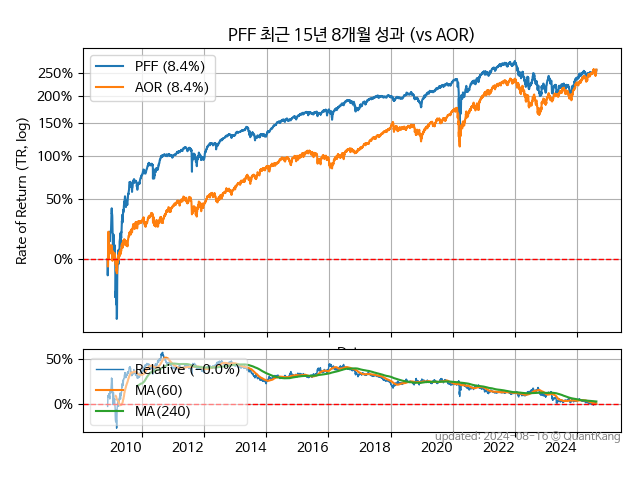 PFF 최근 15년 8개월 성과 (vs AOR)
Rate of Return (TR, log)
250%
200%
150%
100%
50%
0%
PFF (8.4%)
AOR (8.4%)
50%
0%
Relative (−0.0%)
MA(60)
MA(240)
updated: 2024-08-16 © QuantKang
2010
2012
2014
2016
2018
2020
2022
2024